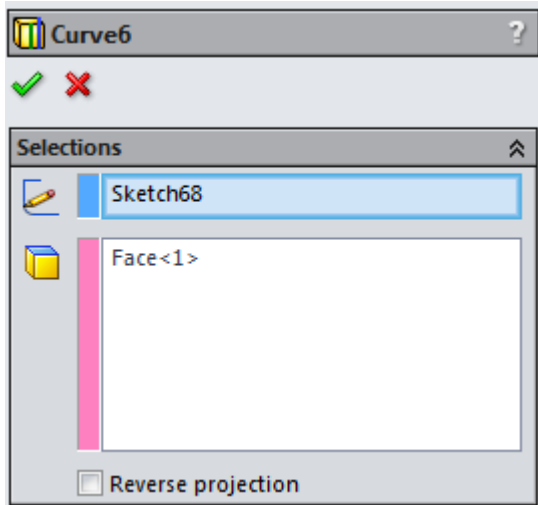 Curve6 ?
Selections
Sketch68
Face<1>
Reverse projection